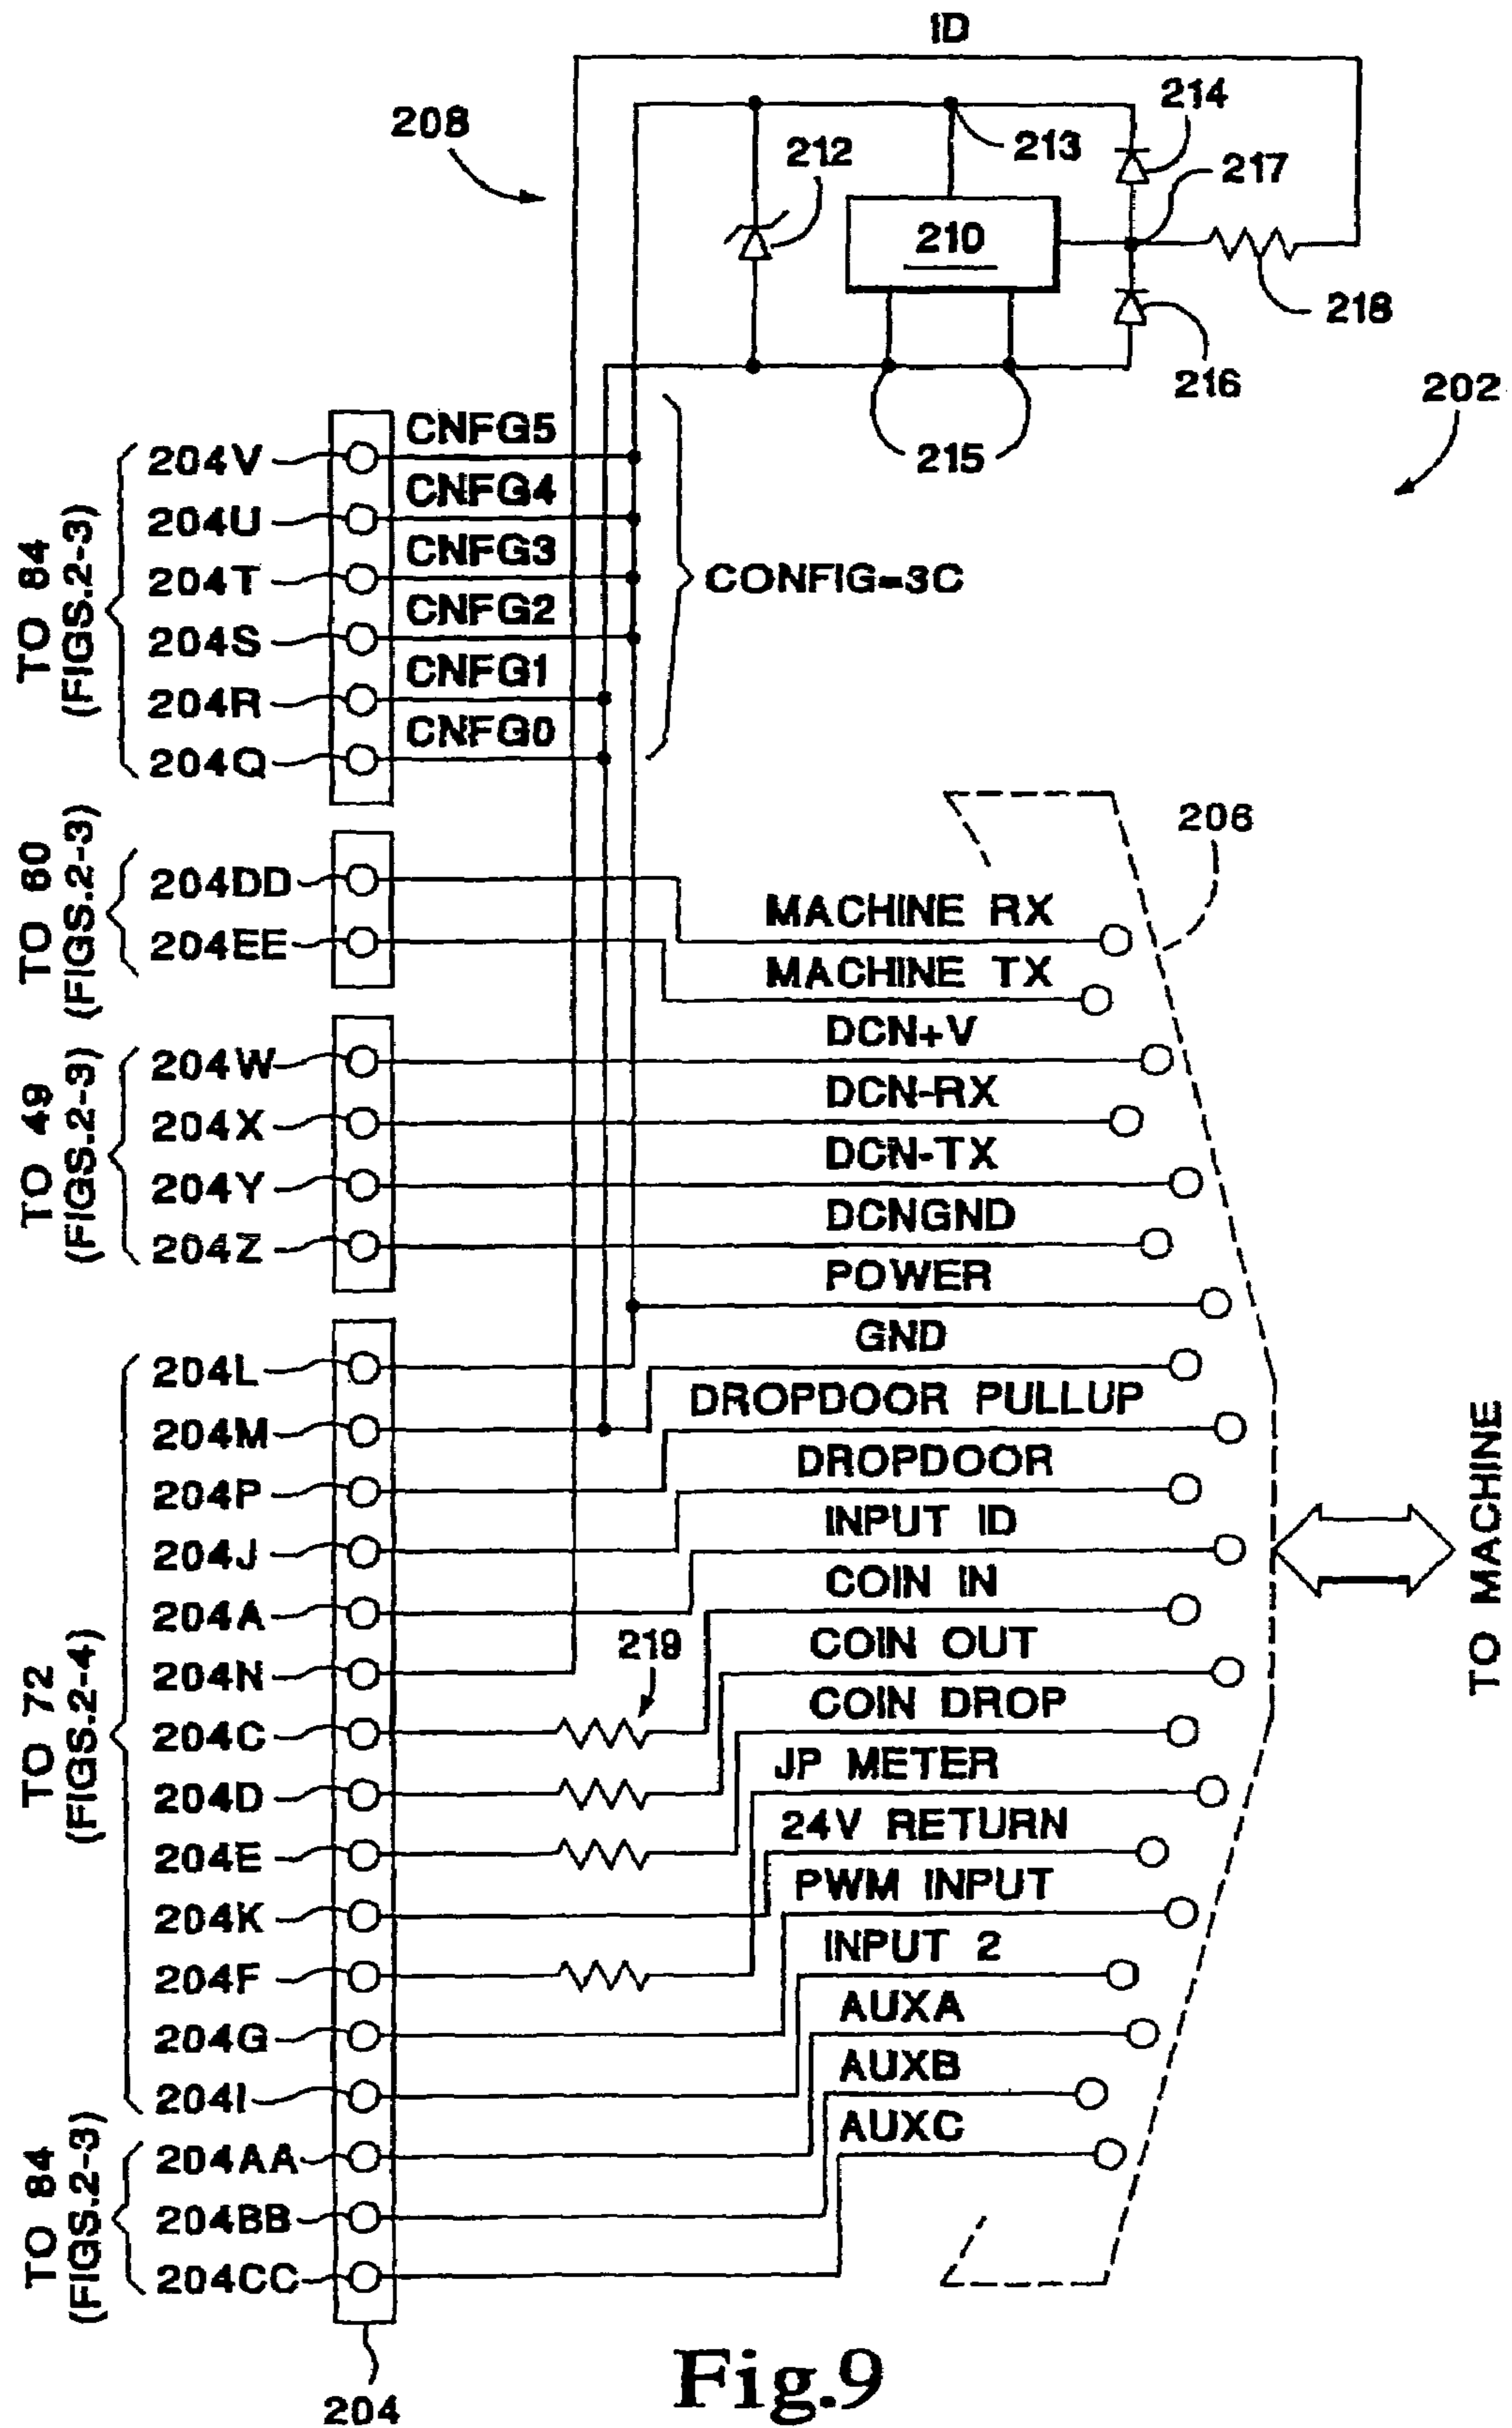 ID
208
214
212
213
217
210
218
216
202
215
CNFG5
204V
CNFG4
204U
CNFG3
204T
CONFIG=3C
CNFG2
204S
CNFG1
204R
CNFG0
204Q
TO 84
(FIGS.2-3)
206
204DD
MACHINE RX
204EE
MACHINE TX
TO 60
(FIGS.2-3)
DCN+V
204W
DCN-RX
204X
DCN-TX
204Y
DCNGND
204Z
TO 49
(FIGS.2-3)
POWER
GND
204L
DROPDOOR PULLUP
204M
DROPDOOR
204P
INPUT ID
204J
COIN IN
204A
219
COIN OUT
204N
COIN DROP
204C
JP METER
204D
24V RETURN
204E
PWM INPUT
204K
INPUT 2
204F
AUXA
204G
AUXB
204I
AUXC
204AA
204BB
204CC
TO 72
(FIGS.2-4)
TO 84
(FIGS.2-3)
TO MACHINE
204
Fig.9